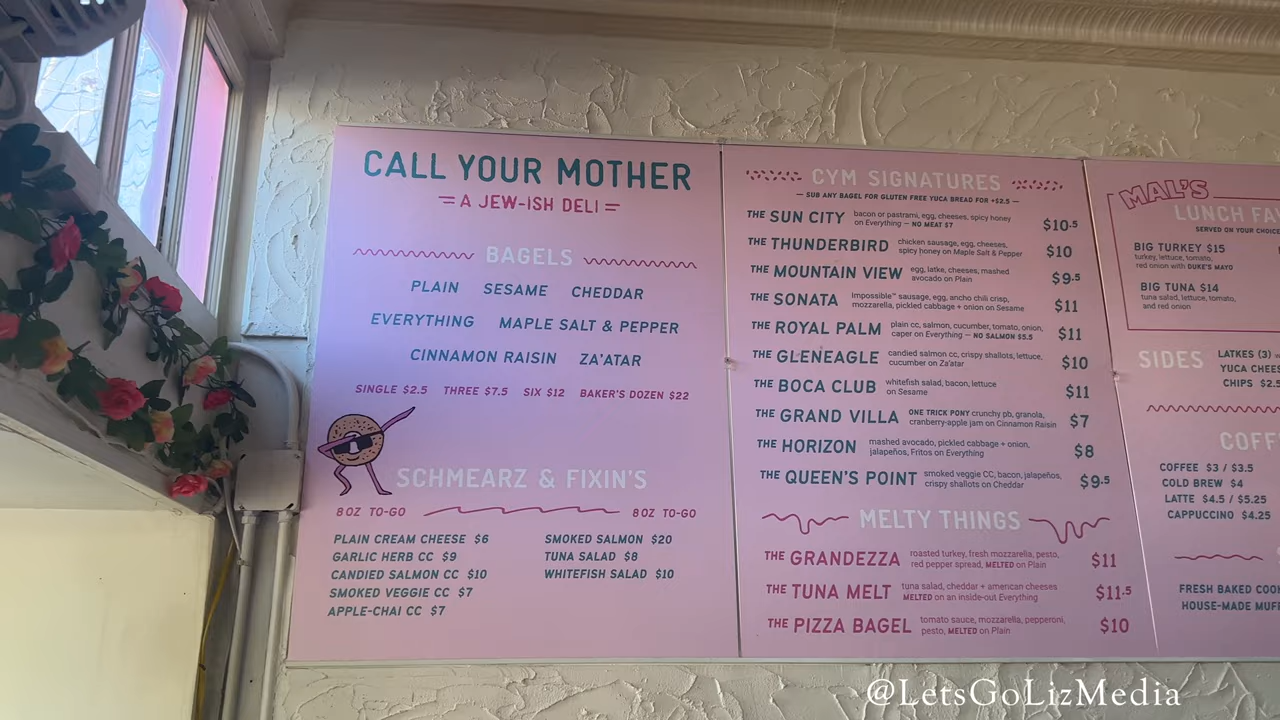 CALL YOUR MOTHER
A JEW-ISH DELI
BAGELS
PLAIN SESAME CHEDDAR
EVERYTHING MAPLE SALT & PEPPER
CINNAMON RAISIN ZA'ATAR
SINGLE $2.5 THREE $7.5 SIX $12 BAKER'S DOZEN $22
SCHMEARZ & FIXIN'S
8 OZ TO-GO 8 OZ TO-GO
PLAIN CREAM CHEESE $6
GARLIC HERB CC $9
CANDIED SALMON CC $10
SMOKED VEGGIE CC $7
APPLE-CHAI CC $7
SMOKED SALMON $20
TUNA SALAD $8
WHITEFISH SALAD $10
CYM SIGNATURES
— SUB ANY BAGEL FOR GLUTEN FREE YUCA BREAD FOR +$2.5 —
THE SUN CITY bacon or pastrami, egg, cheeses, spicy honey $10.5
on Everything — NO MEAT $7
THE THUNDERBIRD chicken sausage, egg, cheeses, $10
spicy honey on Maple Salt & Pepper
THE MOUNTAIN VIEW egg, latke, cheeses, mashed $9.5
avocado on Plain
THE SONATA Impossible™ sausage, egg, ancho chili crisp, $11
mozzarella, pickled cabbage + onion on Sesame
THE ROYAL PALM plain cc, salmon, cucumber, tomato, onion, $11
caper on Everything — NO SALMON $5.5
THE GLENEAGLE candied salmon cc, crispy shallots, lettuce, $10
cucumber on Za'atar
THE BOCA CLUB whitefish salad, bacon, lettuce $11
on Sesame
THE GRAND VILLA ONE TRICK PONY crunchy pb, granola, $7
cranberry-apple jam on Cinnamon Raisin
THE HORIZON mashed avocado, pickled cabbage + onion, $8
jalapeños, Fritos on Everything
THE QUEEN'S POINT smoked veggie CC, bacon, jalapeños, $9.5
crispy shallots on Cheddar
MELTY THINGS
THE GRANDEZZA roasted turkey, fresh mozzarella, pesto, $11
red pepper spread, MELTED on Plain
THE TUNA MELT tuna salad, cheddar + american cheeses $11.5
MELTED on an inside-out Everything
THE PIZZA BAGEL tomato sauce, mozzarella, pepperoni, $10
pesto, MELTED on Plain
MAL'S
LUNCH FA
SERVED ON YOUR CHOICE
BIG TURKEY $15
turkey, lettuce, tomato,
red onion with DUKE'S MAYO
BIG TUNA $14
tuna salad, lettuce, tomato,
and red onion
SIDES LATKES (3)
YUCA CHEES
CHIPS $2.5
COFF
COFFEE $3 / $3.5
COLD BREW $4
LATTE $4.5 / $5.25
CAPPUCCINO $4.25
FRESH BAKED COOK
HOUSE-MADE MUFF
@LetsGoLizMedia